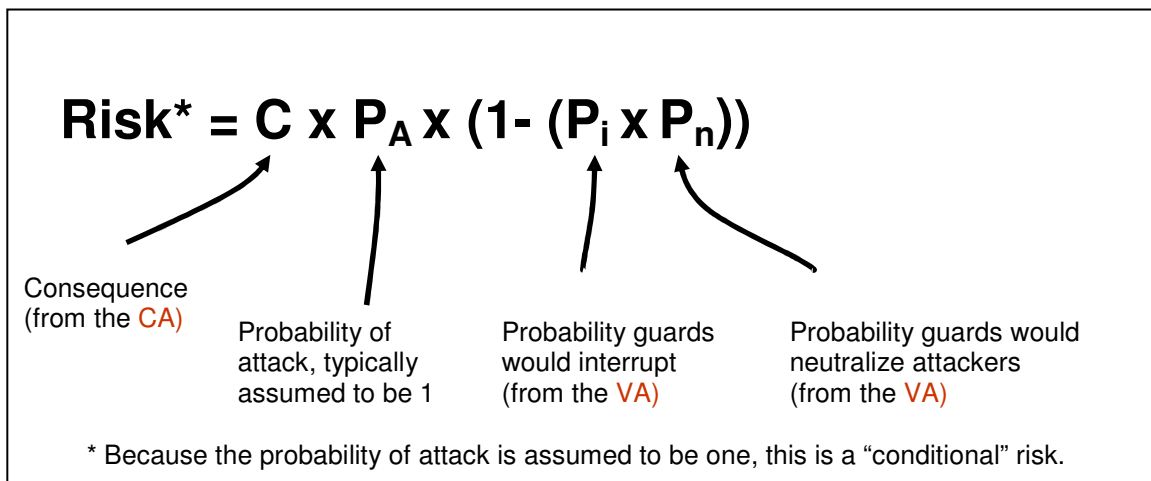 Risk* = C x PA x (1- (Pi x Pn))
Consequence
(from the CA)
Probability of
attack, typically
assumed to be 1
Probability guards
would interrupt
(from the VA)
Probability guards would
neutralize attackers
(from the VA)
* Because the probability of attack is assumed to be one, this is a “conditional” risk.